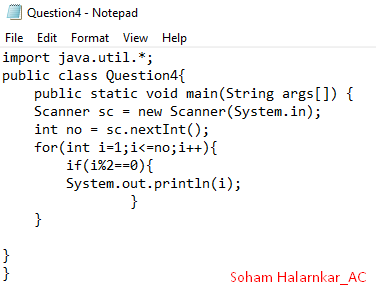 Question4 - Notepad
File Edit Format View Help
import java.util.*;
public class Question4{
    public static void main(String args[]) {
    Scanner sc = new Scanner(System.in);
    int no = sc.nextInt();
    for(int i=1;i<=no;i++){
        if(i%2==0){
        System.out.println(i);
                }
    }

}
}
Soham Halarnkar_AC